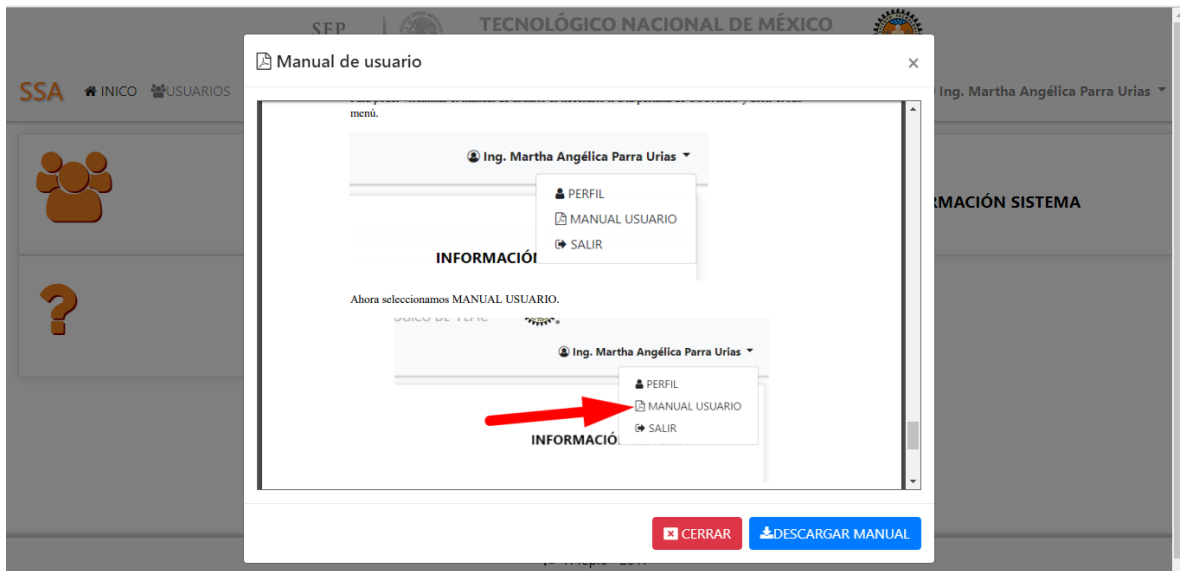 SEP
TECNOLÓGICO NACIONAL DE MÉXICO
Manual de usuario
×
SSA INICO USUARIOS
Ing. Martha Angélica Parra Urias
menú.
Ing. Martha Angélica Parra Urias
PERFIL
MANUAL USUARIO
SALIR
INFORMACIÓ
RMACIÓN SISTEMA
Ahora seleccionamos MANUAL USUARIO.
Ing. Martha Angélica Parra Urias
PERFIL
MANUAL USUARIO
SALIR
INFORMACIÓ
CERRAR
DESCARGAR MANUAL